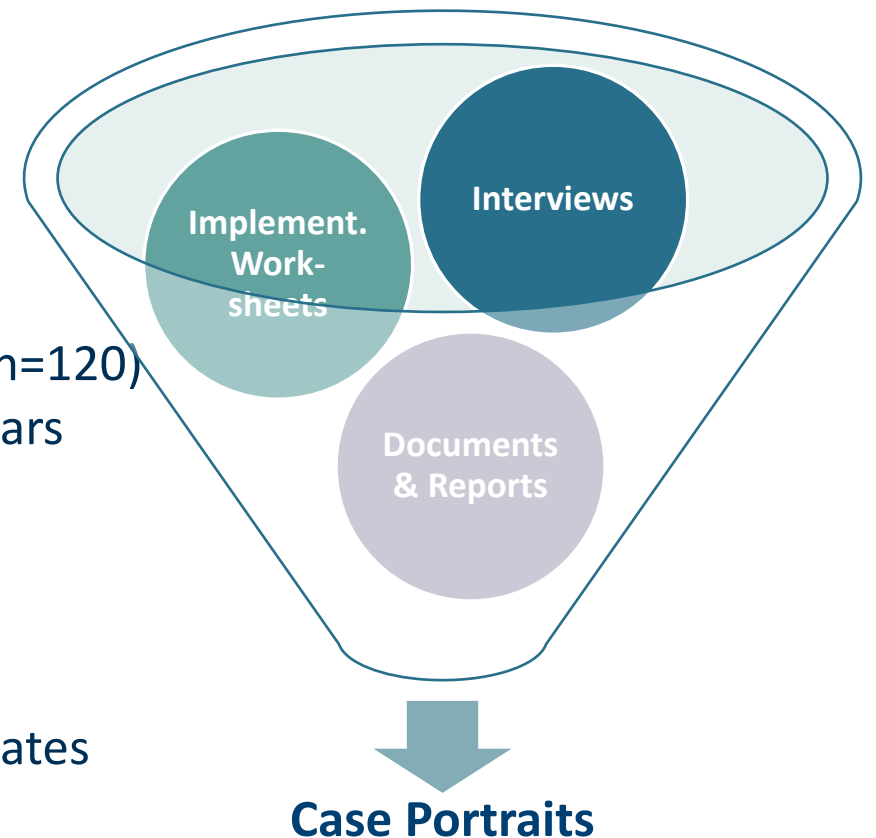 Interviews
Implement.
Work-
sheets
n=120)
ars
Documents
& Reports
ates
Case Portraits